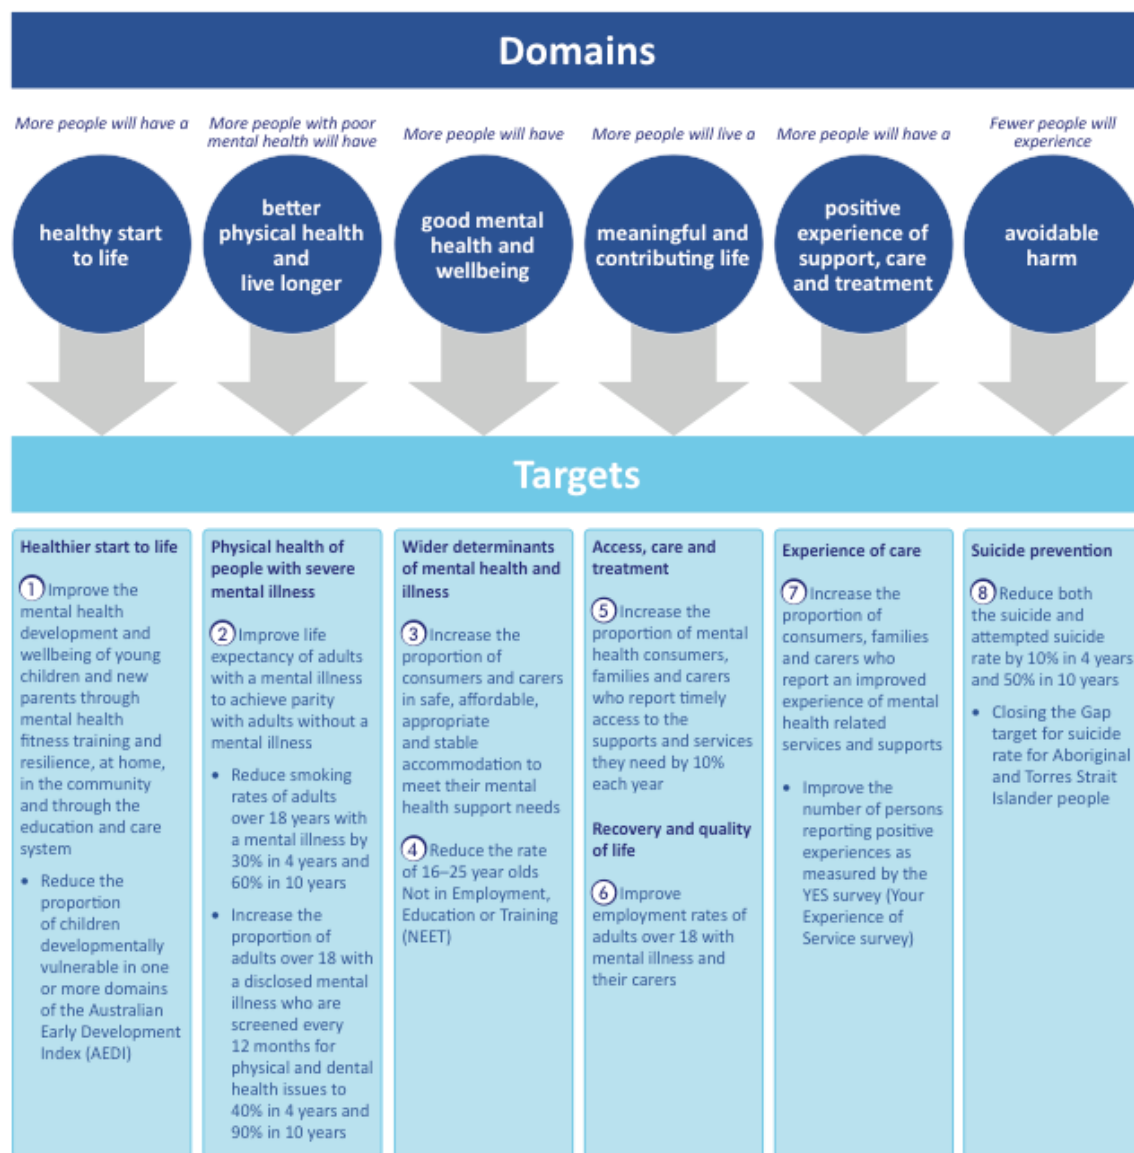 Domains
More people will have a
healthy start
to life
More people with poor
mental health will have
better
physical health
and
live longer
More people will have
good mental
health and
wellbeing
More people will live a
meaningful and
contributing life
More people will have a
positive
experience of
support, care
and treatment
Fewer people will
experience
avoidable
harm
Targets
Healthier start to life
1 Improve the
mental health
development and
wellbeing of young
children and new
parents through
mental health
fitness training and
resilience, at home,
in the community
and through the
education and care
system
• Reduce the
proportion
of children
developmentally
vulnerable in one
or more domains
of the Australian
Early Development
Index (AEDI)
Physical health of
people with severe
mental illness
2 Improve life
expectancy of adults
with a mental illness
to achieve parity
with adults without a
mental illness
• Reduce smoking
rates of adults
over 18 years with
a mental illness by
30% in 4 years and
60% in 10 years
• Increase the
proportion of
adults over 18 with
a disclosed mental
illness who are
screened every
12 months for
physical and dental
health issues to
40% in 4 years and
90% in 10 years
Wider determinants
of mental health and
illness
3 Increase the
proportion of
consumers and carers
in safe, affordable,
appropriate
and stable
accommodation to
meet their mental
health support needs
4 Reduce the rate
of 16–25 year olds
Not in Employment,
Education or Training
(NEET)
Access, care and
treatment
5 Increase the
proportion of mental
health consumers,
families and carers
who report timely
access to the
supports and services
they need by 10%
each year
Recovery and quality
of life
6 Improve
employment rates of
adults over 18 with
mental illness and
their carers
Experience of care
7 Increase the
proportion of
consumers, families
and carers who
report an improved
experience of mental
health related
services and supports
• Improve the
number of persons
reporting positive
experiences as
measured by the
YES survey (Your
Experience of
Service survey)
Suicide prevention
8 Reduce both
the suicide and
attempted suicide
rate by 10% in 4 years
and 50% in 10 years
• Closing the Gap
target for suicide
rate for Aboriginal
and Torres Strait
Islander people